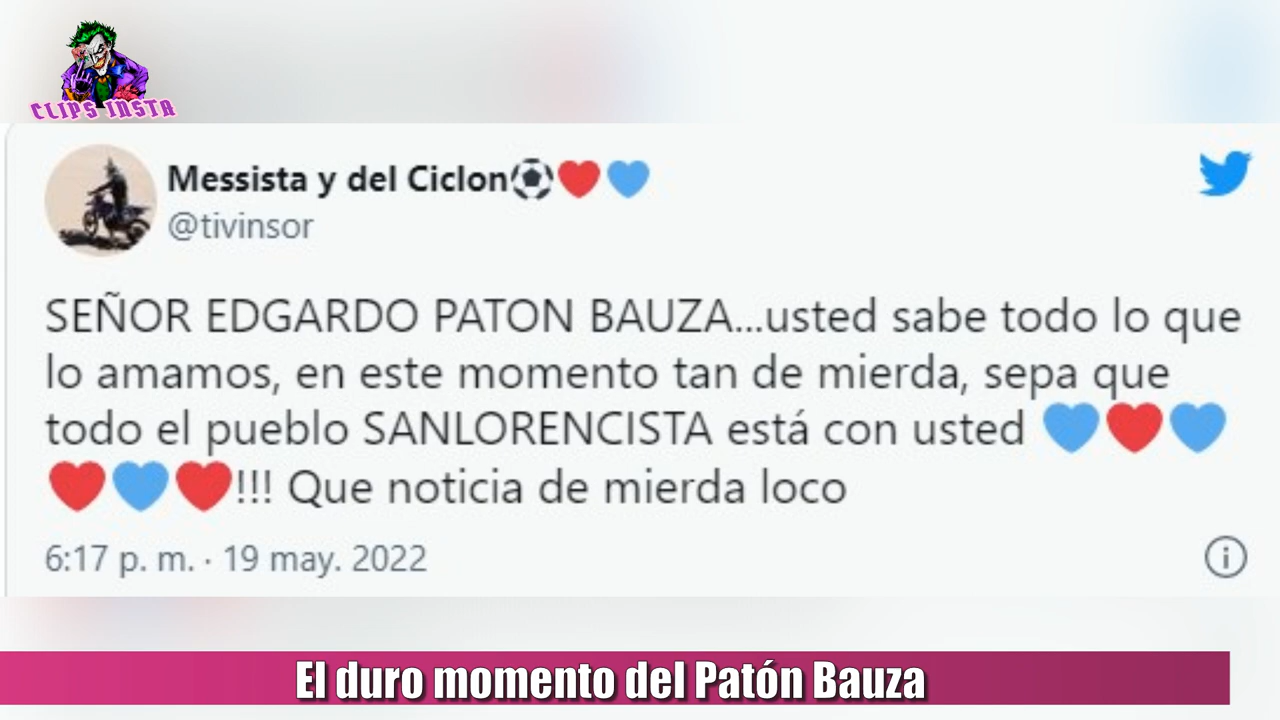 CLIPS INSTA
Messista y del Ciclon⚽❤️💙
@tivinsor
SEÑOR EDGARDO PATON BAUZA...usted sabe todo lo que
lo amamos, en este momento tan de mierda, sepa que
todo el pueblo SANLORENCISTA está con usted 💙❤️💙
❤️💙❤️!!! Que noticia de mierda loco
6:17 p. m. · 19 may. 2022
El duro momento del Patón Bauza